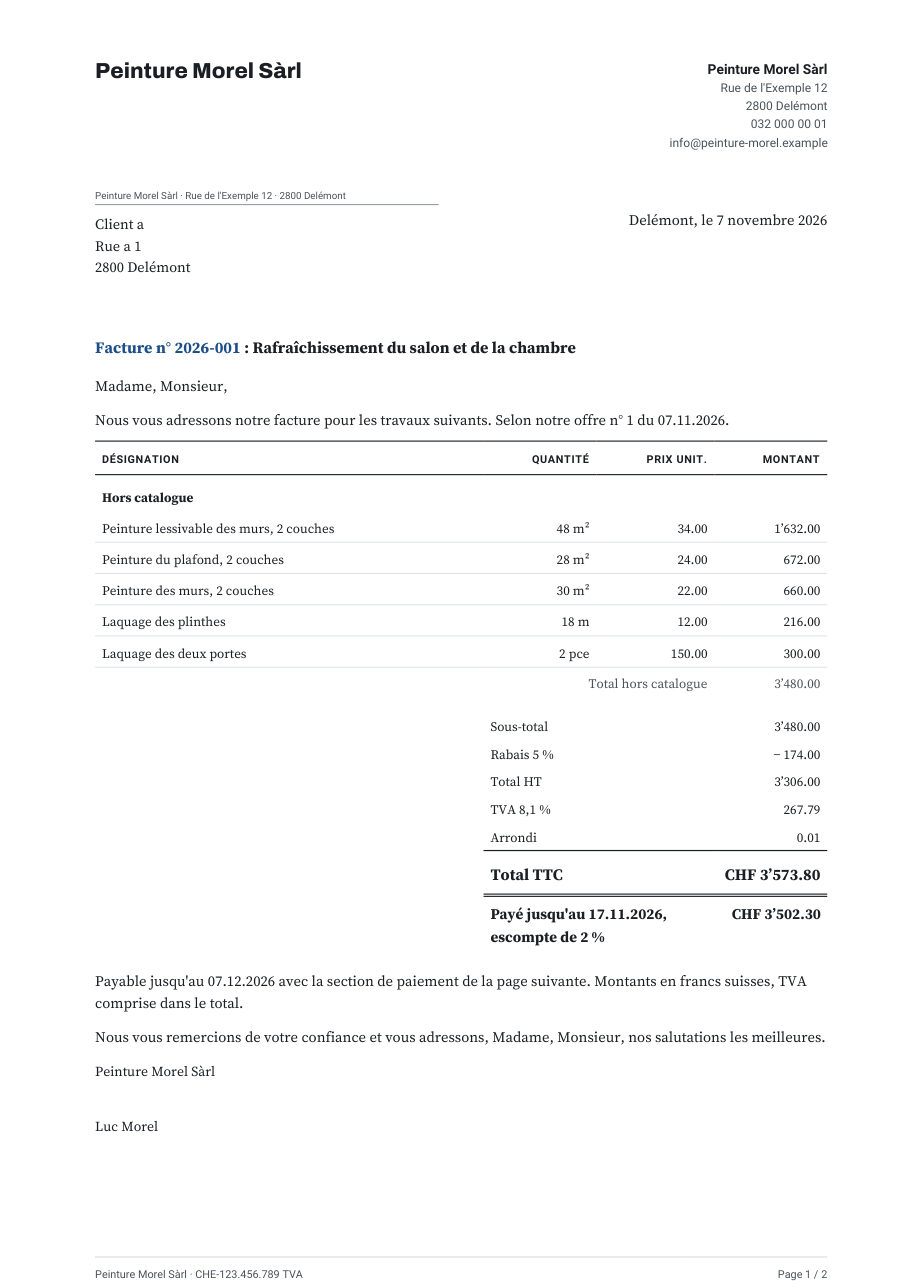 Peinture Morel Sàrl
Peinture Morel Sàrl
Rue de l'Exemple 12
2800 Delémont
032 000 00 01
info@peinture-morel.example
Peinture Morel Sàrl · Rue de l'Exemple 12 · 2800 Delémont
Client a
Rue a 1
2800 Delémont
Delémont, le 7 novembre 2026
Facture n° 2026-001 : Rafraîchissement du salon et de la chambre
Madame, Monsieur,
Nous vous adressons notre facture pour les travaux suivants. Selon notre offre n° 1 du 07.11.2026.
DÉSIGNATION QUANTITÉ PRIX UNIT. MONTANT
Hors catalogue
Peinture lessivable des murs, 2 couches 48 m² 34.00 1’632.00
Peinture du plafond, 2 couches 28 m² 24.00 672.00
Peinture des murs, 2 couches 30 m² 22.00 660.00
Laquage des plinthes 18 m 12.00 216.00
Laquage des deux portes 2 pce 150.00 300.00
Total hors catalogue 3’480.00
Sous-total 3’480.00
Rabais 5 % − 174.00
Total HT 3’306.00
TVA 8,1 % 267.79
Arrondi 0.01
Total TTC CHF 3’573.80
Payé jusqu'au 17.11.2026, CHF 3’502.30
escompte de 2 %
Payable jusqu'au 07.12.2026 avec la section de paiement de la page suivante. Montants en francs suisses, TVA
comprise dans le total.
Nous vous remercions de votre confiance et vous adressons, Madame, Monsieur, nos salutations les meilleures.
Peinture Morel Sàrl
Luc Morel
Peinture Morel Sàrl · CHE-123.456.789 TVA Page 1 / 2